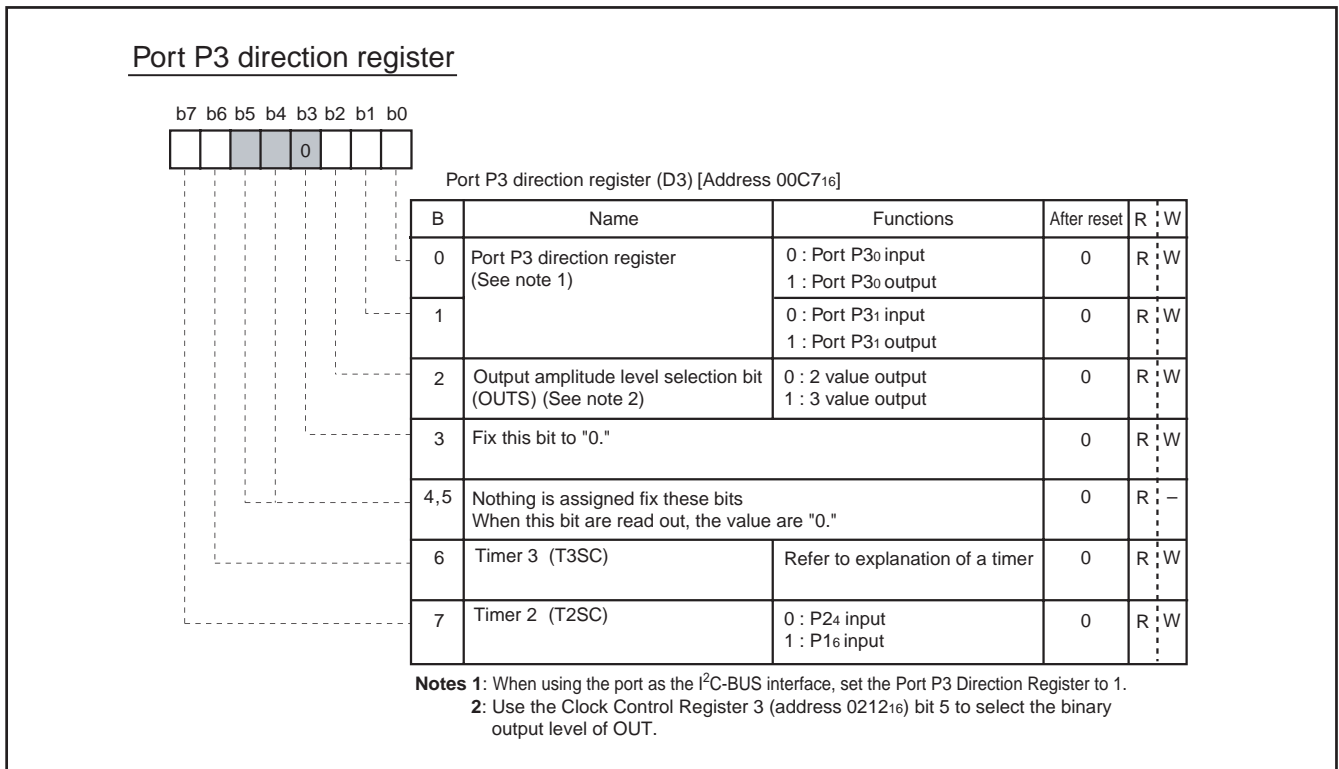 Port P3 direction register
b7 b6 b5 b4 b3 b2 b1 b0
0
Port P3 direction register (D3) [Address 00C716]
B Name Functions After reset R W
0 Port P3 direction register 0 : Port P30 input 0 R W
(See note 1) 1 : Port P30 output
1 0 : Port P31 input 0 R W
1 : Port P31 output
2 Output amplitude level selection bit 0 : 2 value output 0 R W
(OUTS) (See note 2) 1 : 3 value output
3 Fix this bit to "0." 0 R W
4,5 Nothing is assigned fix these bits 0 R –
When this bit are read out, the value are "0."
6 Timer 3 (T3SC) Refer to explanation of a timer 0 R W
7 Timer 2 (T2SC) 0 : P24 input 0 R W
1 : P16 input
Notes 1: When using the port as the I2C-BUS interface, set the Port P3 Direction Register to 1.
2: Use the Clock Control Register 3 (address 021216) bit 5 to select the binary
output level of OUT.